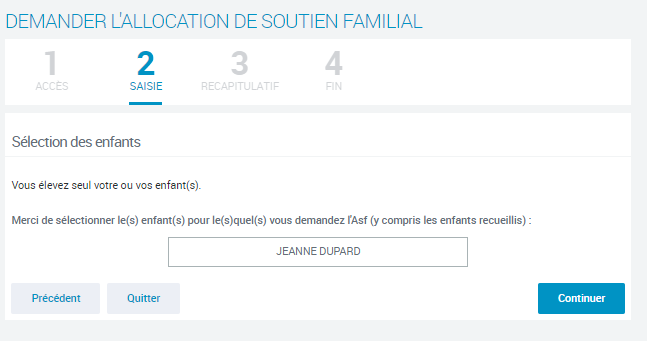 DEMANDER L'ALLOCATION DE SOUTIEN FAMILIAL
1 2 3 4
ACCÈS SAISIE RECAPITULATIF FIN
Sélection des enfants
Vous élevez seul votre ou vos enfant(s).
Merci de sélectionner le(s) enfant(s) pour le(s)quel(s) vous demandez l'Asf (y compris les enfants recueillis) :
JEANNE DUPARD
Précédent Quitter Continuer